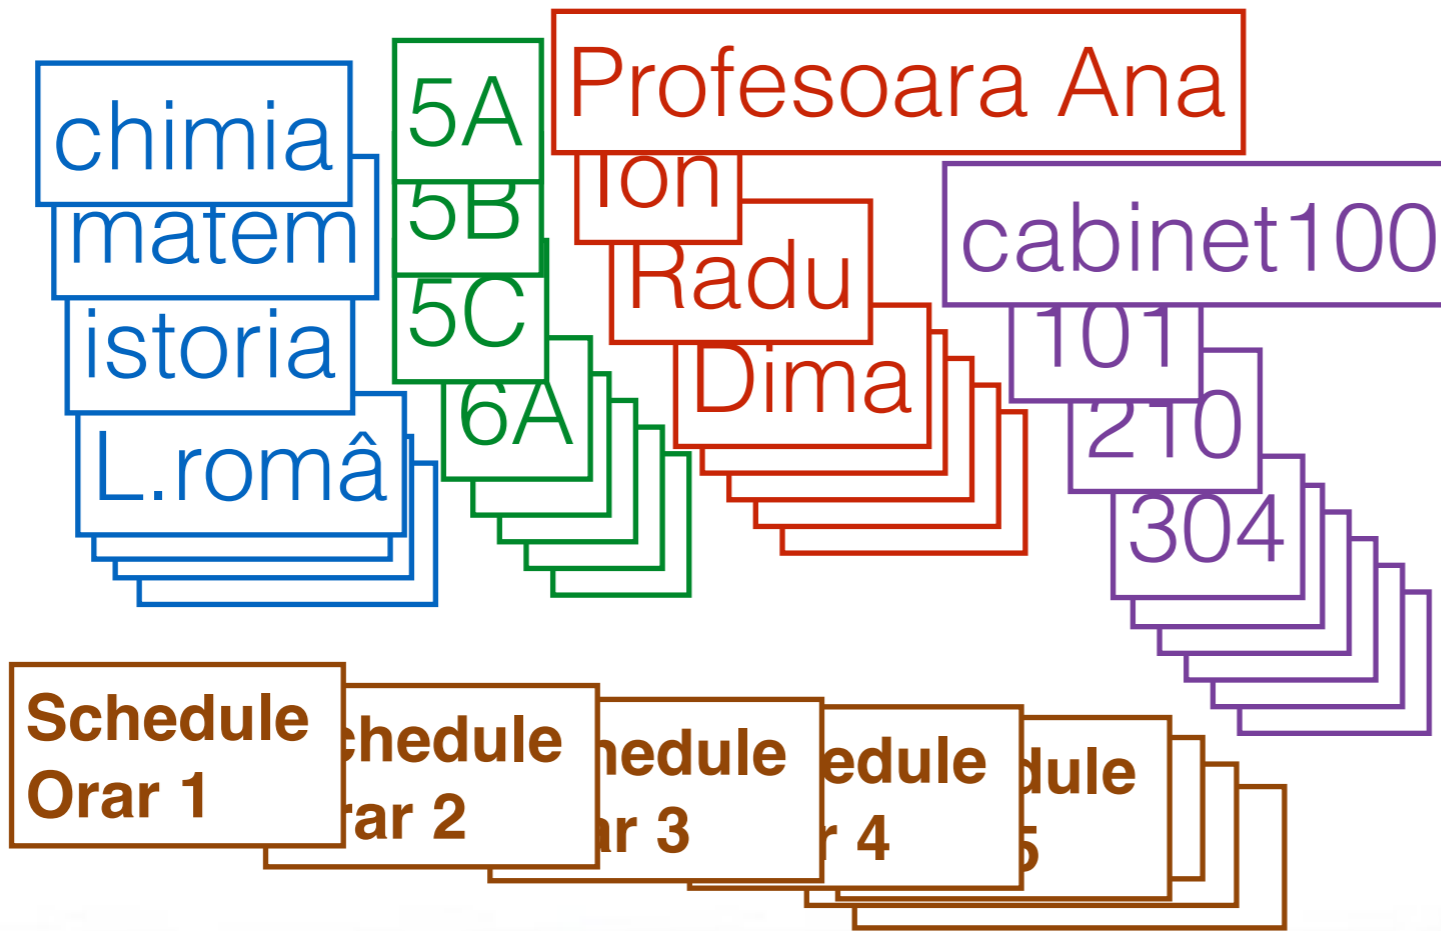 chimia
matem
istoria
L.româ
5A
5B
5C
6A
Profesoara Ana
Ion
Radu
Dima
cabinet100
101
210
304
Schedule
Orar 1
chedule
rar 2
hedule
ar 3
edule
r 4
dule
5